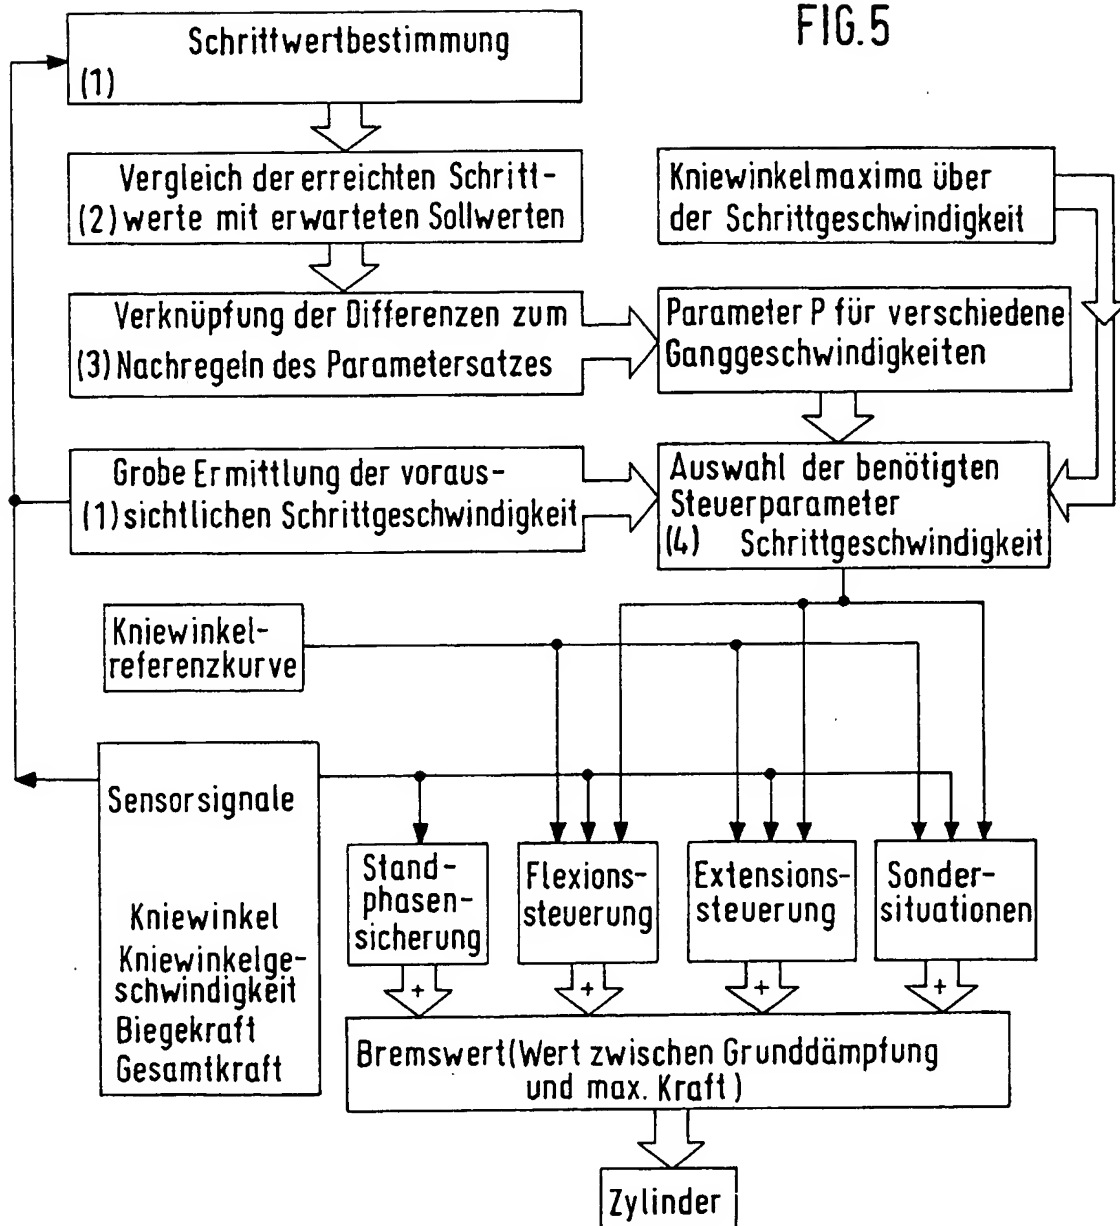 FIG.5
Schrittwertbestimmung
(1)
Vergleich der erreichten Schritt-
(2) werte mit erwarteten Sollwerten
Kniewinkelmaxima über
der Schrittgeschwindigkeit
Verknüpfung der Differenzen zum
(3) Nachregeln des Parametersatzes
Parameter P für verschiedene
Ganggeschwindigkeiten
Grobe Ermittlung der voraus-
(1) sichtlichen Schrittgeschwindigkeit
Auswahl der benötigten
Steuerparameter
(4) Schrittgeschwindigkeit
Kniewinkel-
referenzkurve
Sensorsignale
Kniewinkel
Kniewinkelge-
schwindigkeit
Biegekraft
Gesamtkraft
Stand-
phasen-
sicherung
Flexions-
steuerung
Extensions-
steuerung
Sonder-
situationen
+ + + +
Bremswert (Wert zwischen Grunddämpfung
und max. Kraft)
Zylinder